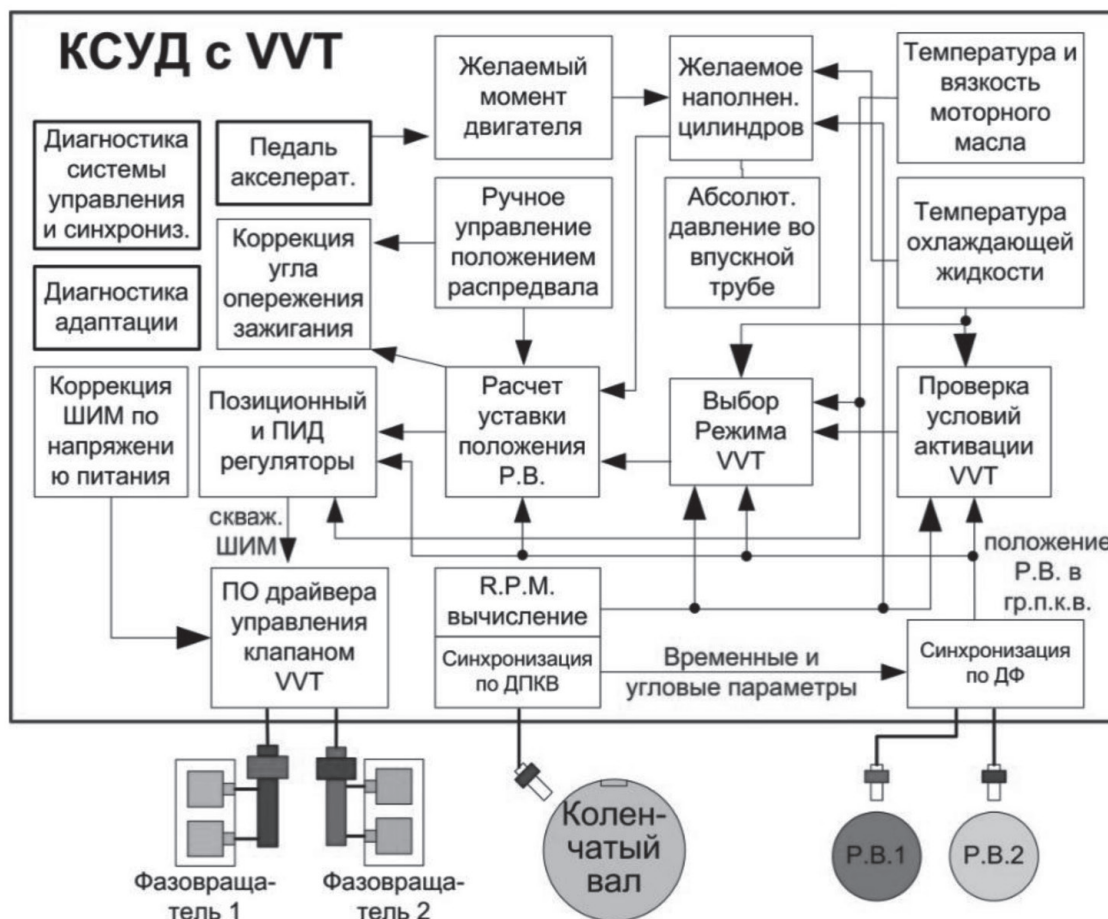 КСУД с VVT
Желаемый
момент
двигателя
Желаемое
наполнен.
цилиндров
Температура и
вязкость
моторного
масла
Диагностика
системы
управления
и синхрониз.
Педаль
акселерат.
Ручное
управление
положением
распредвала
Абсолют.
давление во
впускной
трубе
Температура
охлаждающей
жидкости
Коррекция
угла
опережения
зажигания
Диагностика
адаптации
Коррекция
ШИМ по
напряжени
ю питания
Позиционный
и ПИД
регуляторы
Расчет
уставки
положения
Р.В.
Выбор
Режима
VVT
Проверка
условий
активации
VVT
скваж.
ШИМ
положение
Р.В. в
гр.п.к.в.
ПО драйвера
управления
клапаном
VVT
R.P.M.
вычисление
Синхронизация
по ДПКВ
Временные и
угловые параметры
Синхронизация
по ДФ
Фазовраща-
тель 1
Фазовраща-
тель 2
Колен-
чатый
вал
Р.В.1
Р.В.2